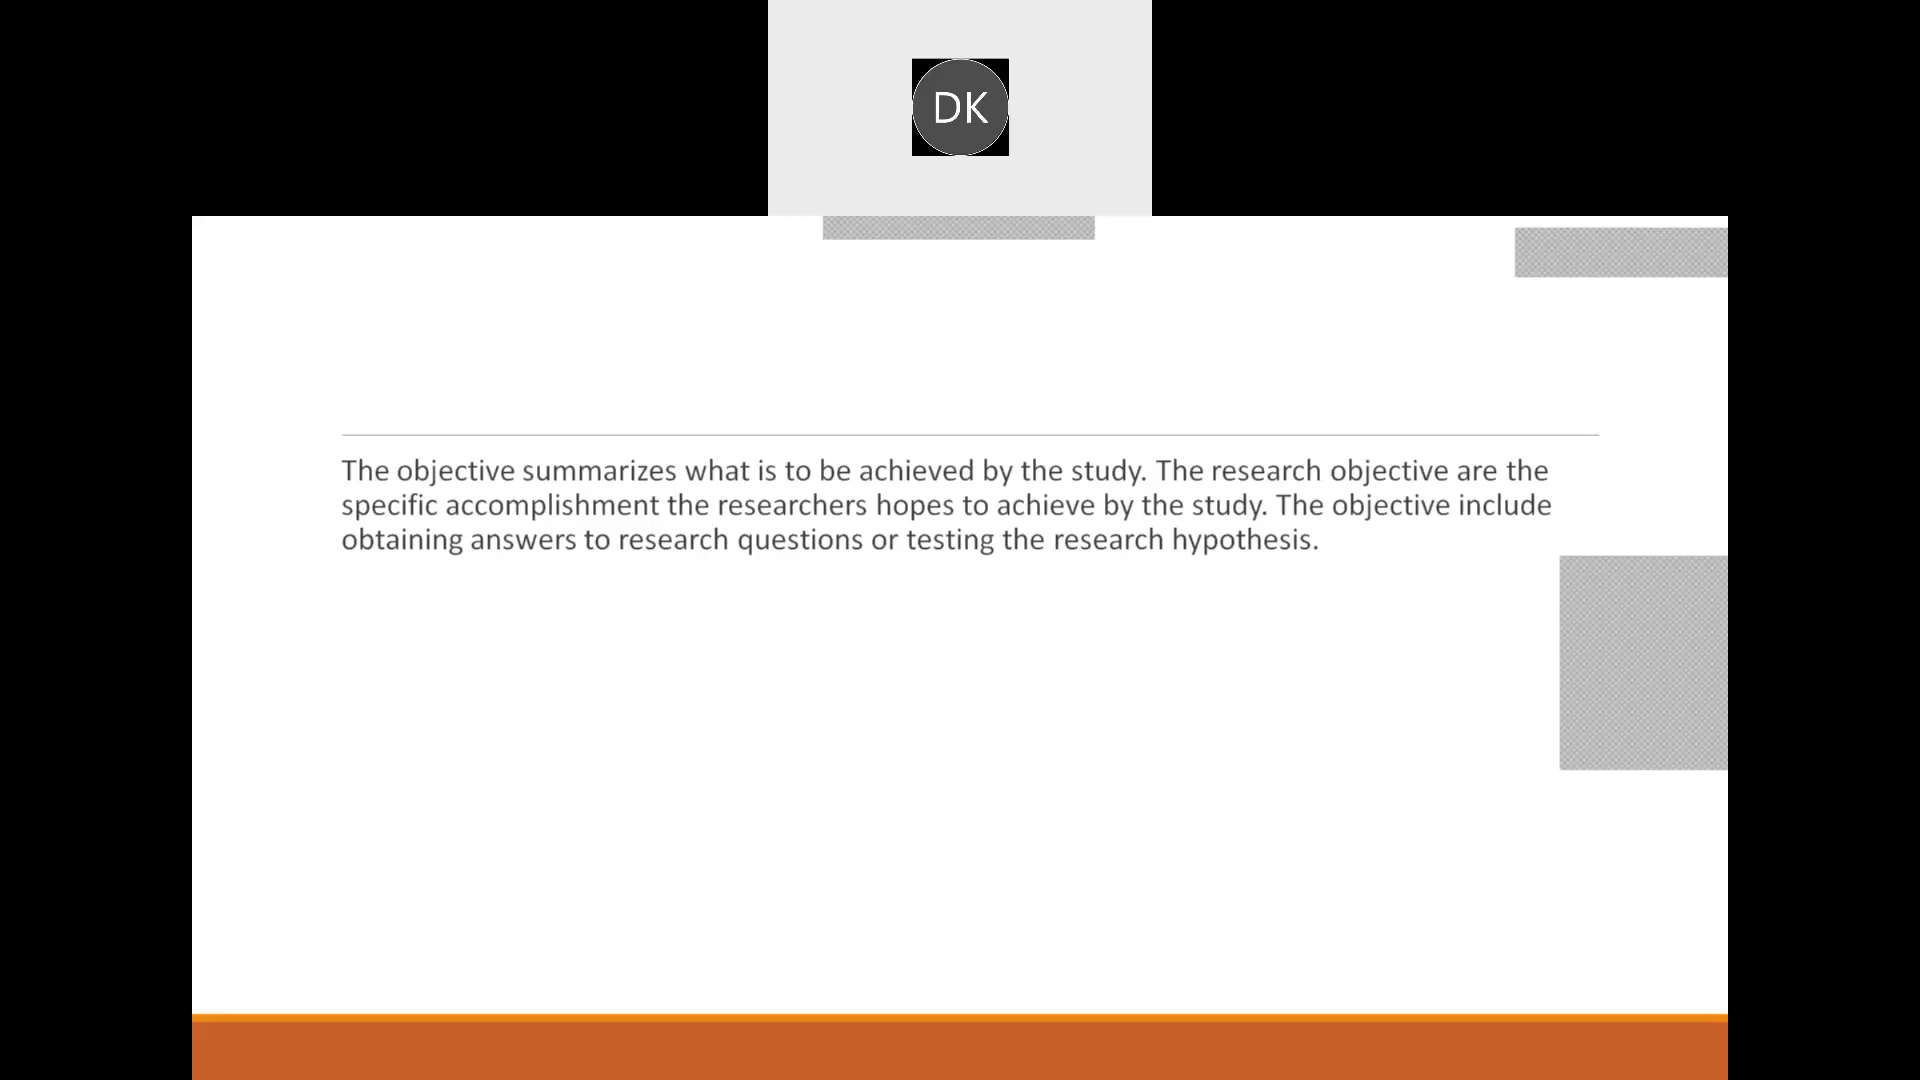 DK
The objective summarizes what is to be achieved by the study. The research objective are the
specific accomplishment the researchers hopes to achieve by the study. The objective include
obtaining answers to research questions or testing the research hypothesis.